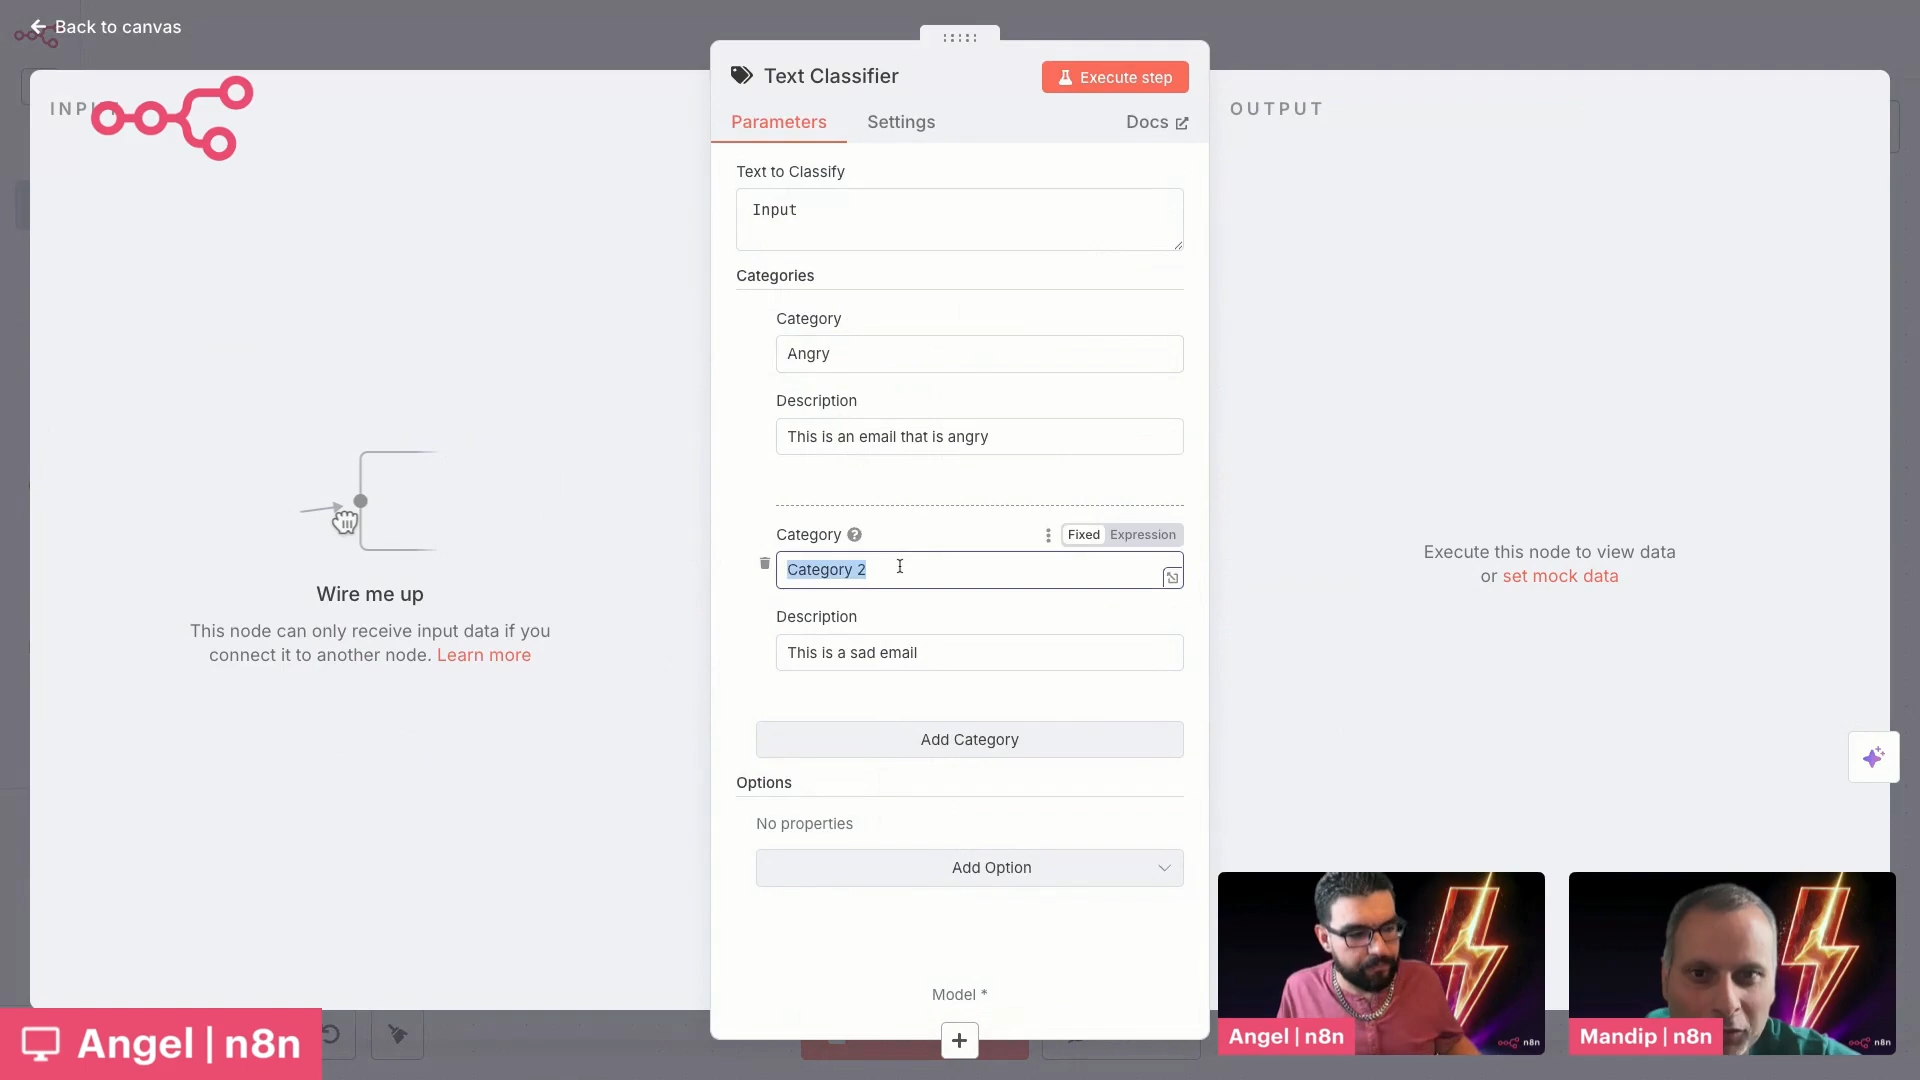 Back to canvas
INPU
Text Classifier
Execute step
OUTPUT
Parameters
Settings
Docs
Text to Classify
Input
Categories
Category
Angry
Description
This is an email that is angry
Category
Fixed
Expression
Category 2
Description
This is a sad email
Add Category
Options
No properties
Add Option
Model *
Wire me up
This node can only receive input data if you
connect it to another node. Learn more
Execute this node to view data
or set mock data
Angel | n8n
Angel | n8n
n8n
Mandip | n8n
n8n